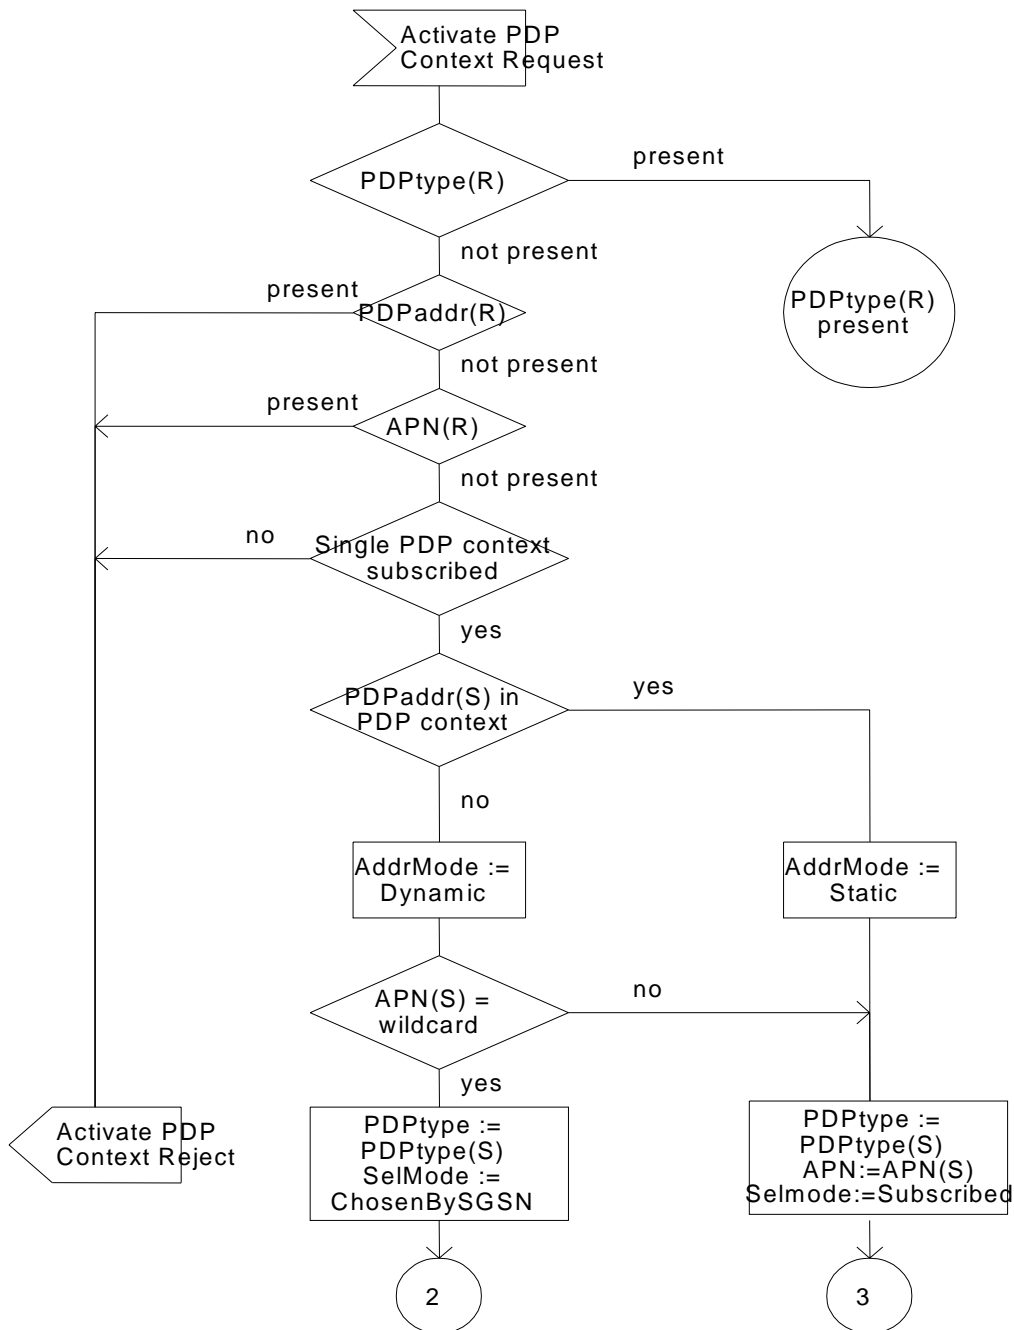 Activate PDP
Context Request
PDPtype(R)
present
not present
PDPtype(R)
present
present
PDPaddr(R)
not present
present
APN(R)
not present
no
Single PDP context
subscribed
yes
PDPaddr(S) in
PDP context
yes
no
AddrMode :=
Dynamic
AddrMode :=
Static
APN(S) =
wildcard
no
yes
Activate PDP
Context Reject
PDPtype :=
PDPtype(S)
SelMode :=
ChosenBySGSN
PDPtype :=
PDPtype(S)
APN:=APN(S)
Selmode:=Subscribed
2
3